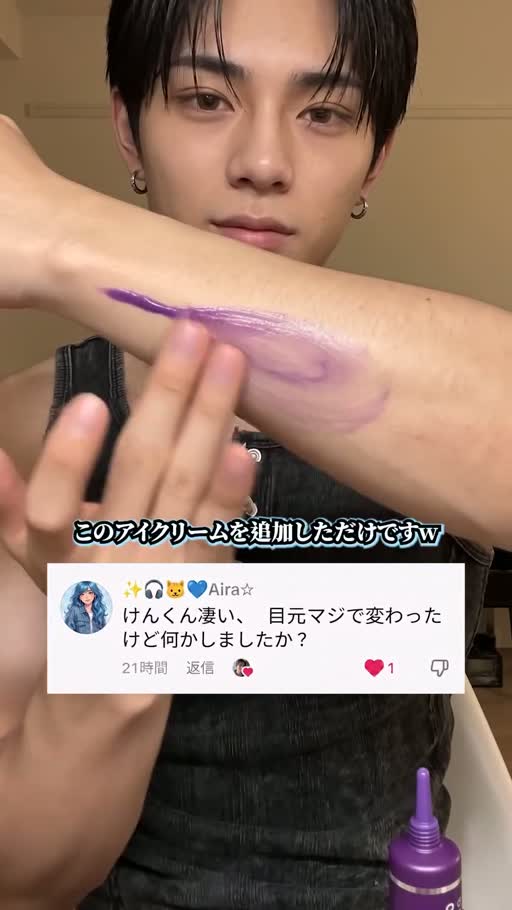 このアイクリームを追加しただけですw
✨🎧😺💙Aira☆
けんくん凄い、 目元マジで変わった
けど何かしましたか？
21時間 返信 1